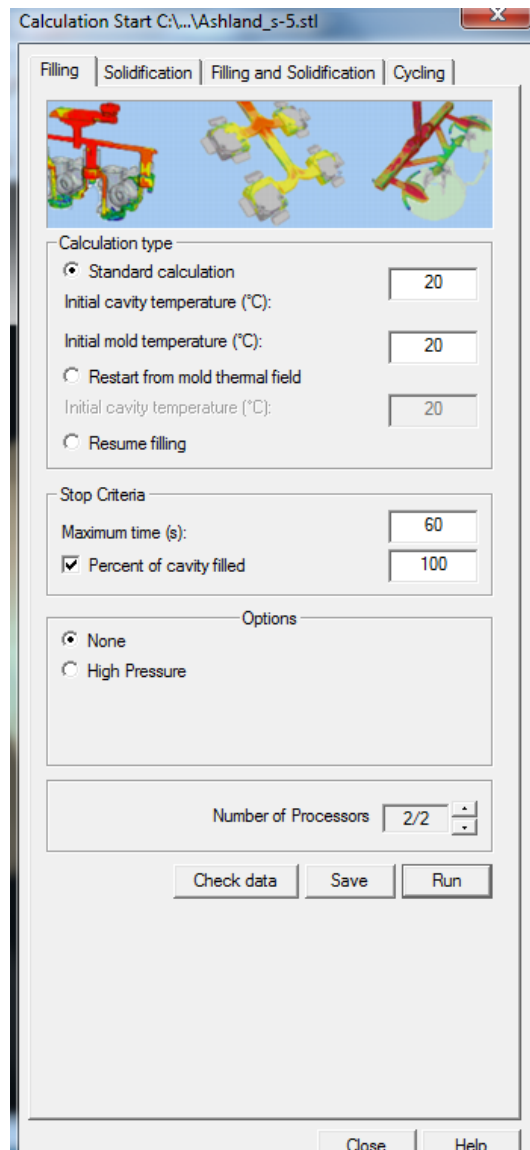 Calculation Start C:\...\Ashland_s-5.stl
X
Filling Solidification Filling and Solidification Cycling
Calculation type
Standard calculation
Initial cavity temperature (°C): 20
Initial mold temperature (°C): 20
Restart from mold thermal field
Initial cavity temperature (°C): 20
Resume filling
Stop Criteria
Maximum time (s): 60
Percent of cavity filled 100
Options
None
High Pressure
Number of Processors 2/2
Check data Save Run
Close Help